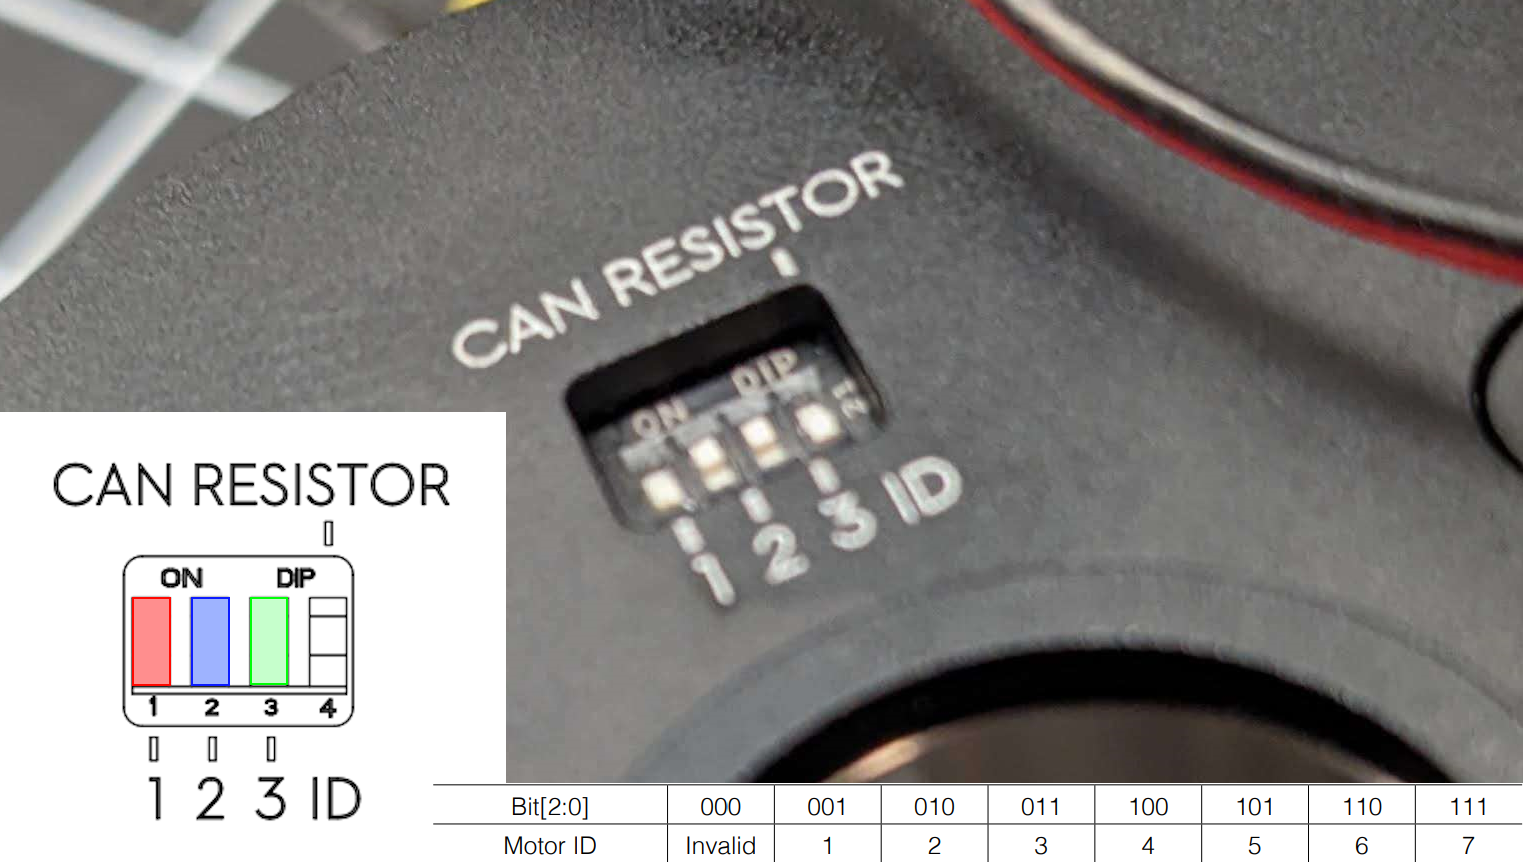 CAN RESISTOR
ON DIP
1 2 3 ID
CAN RESISTOR
ON DIP
1 2 3 4
1 2 3 ID
Bit[2:0] 000 001 010 011 100 101 110 111
Motor ID Invalid 1 2 3 4 5 6 7